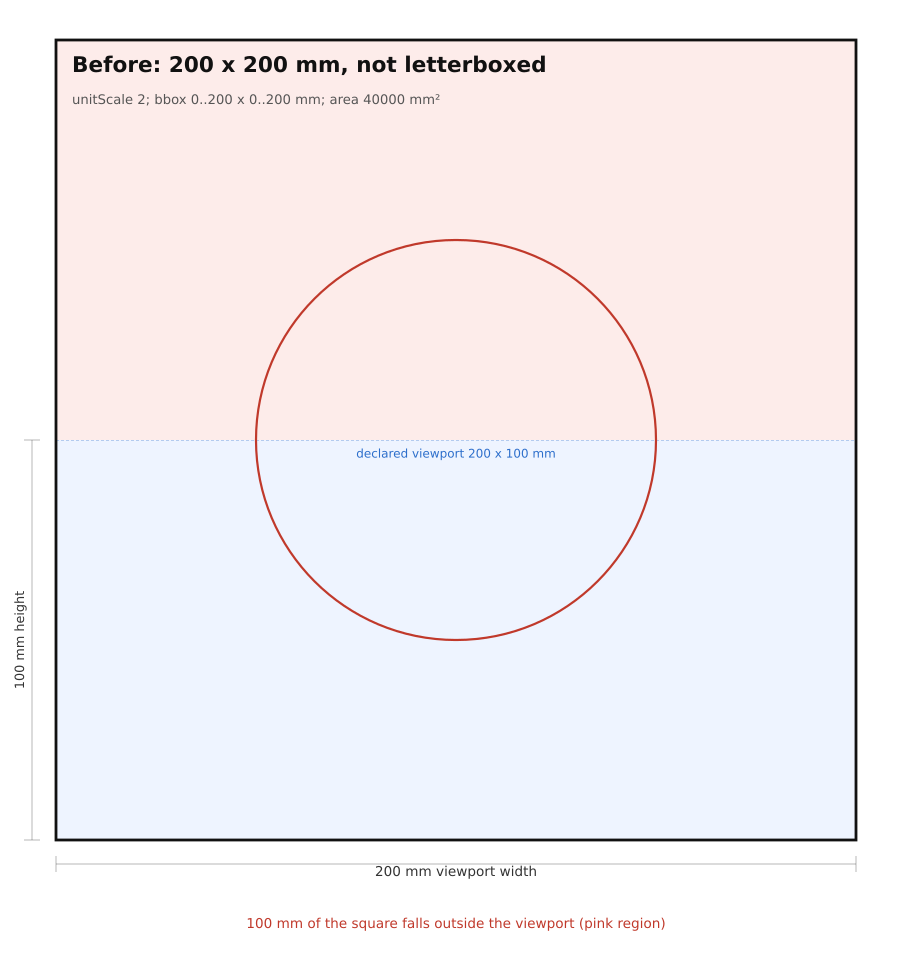 Before: 200 x 200 mm, not letterboxed
unitScale 2; bbox 0..200 x 0..200 mm; area 40000 mm²
declared viewport 200 x 100 mm
100 mm height
200 mm viewport width
100 mm of the square falls outside the viewport (pink region)